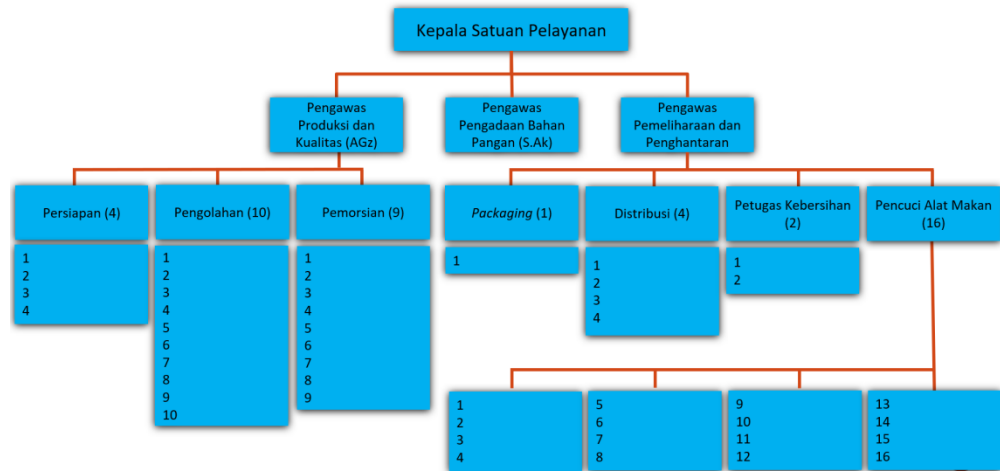 Kepala Satuan Pelayanan
Pengawas
Produksi dan
Kualitas (AGz)
Pengawas
Pengadaan Bahan
Pangan (S.Ak)
Pengawas
Pemeliharaan dan
Penghantaran
Persiapan (4)
Pengolahan (10)
Pemorsian (9)
Packaging (1)
Distribusi (4)
Petugas Kebersihan
(2)
Pencuci Alat Makan
(16)
1
2
3
4
1
2
3
4
5
6
7
8
9
10
1
2
3
4
5
6
7
8
9
1
1
2
3
4
1
2
1
2
3
4
5
6
7
8
9
10
11
12
13
14
15
16